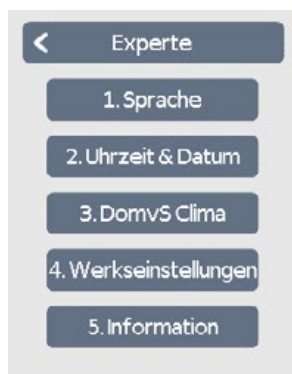 Experte
1. Sprache
2. Uhrzeit & Datum
3. DomvS Clima
4. Werkseinstellungen
5. Information